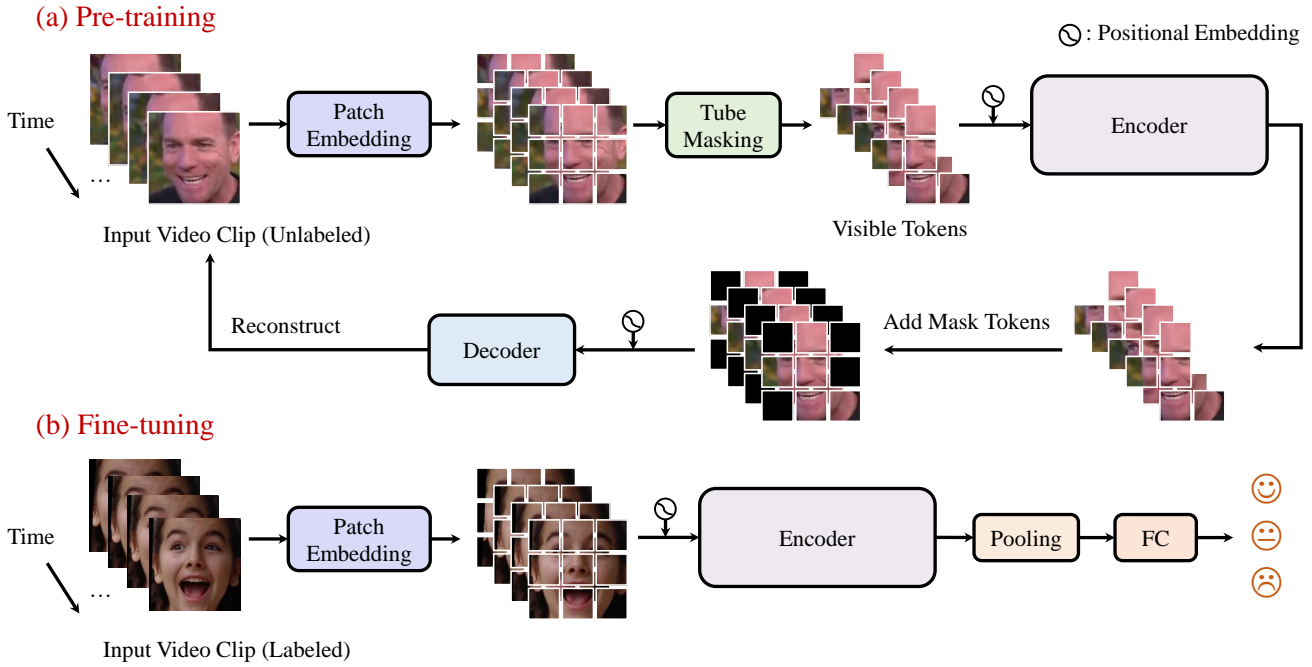 (a) Pre-training
: Positional Embedding
Time
Patch
Embedding
Tube
Masking
Encoder
...
Input Video Clip (Unlabeled)
Visible Tokens
Reconstruct
Decoder
Add Mask Tokens
(b) Fine-tuning
Time
Patch
Embedding
Encoder
Pooling
FC
...
Input Video Clip (Labeled)